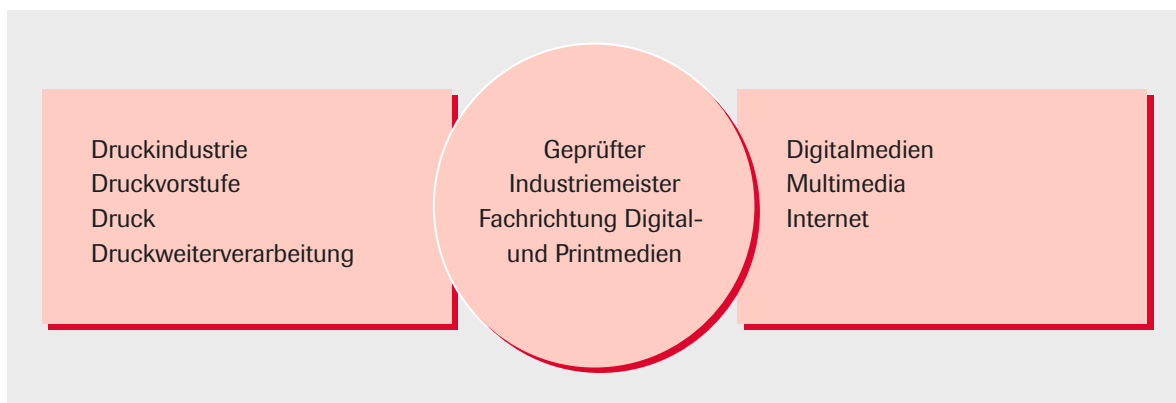 Druckindustrie
Druckvorstufe
Druck
Druckweiterverarbeitung
Geprüfter
Industriemeister
Fachrichtung Digital-
und Printmedien
Digitalmedien
Multimedia
Internet